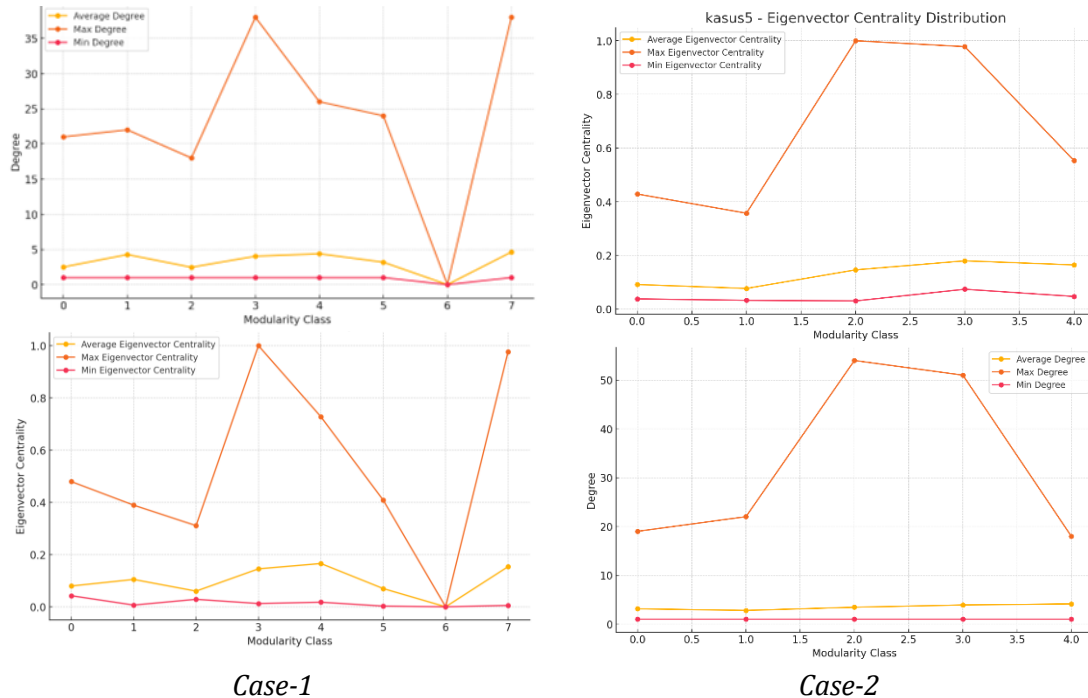 Average Degree
Max Degree
Min Degree
35
30
25
20
15
10
5
0
Degree
0 1 2 3 4 5 6 7
Modularity Class
Average Eigenvector Centrality
Max Eigenvector Centrality
Min Eigenvector Centrality
1.0
0.8
0.6
0.4
0.2
0.0
Eigenvector Centrality
0 1 2 3 4 5 6 7
Modularity Class
Case-1
kasus5 - Eigenvector Centrality Distribution
Average Eigenvector Centrality
Max Eigenvector Centrality
Min Eigenvector Centrality
1.0
0.8
0.6
0.4
0.2
0.0
Eigenvector Centrality
0.0 0.5 1.0 1.5 2.0 2.5 3.0 3.5 4.0
Modularity Class
Average Degree
Max Degree
Min Degree
50
40
30
20
10
0
Degree
0.0 0.5 1.0 1.5 2.0 2.5 3.0 3.5 4.0
Modularity Class
Case-2